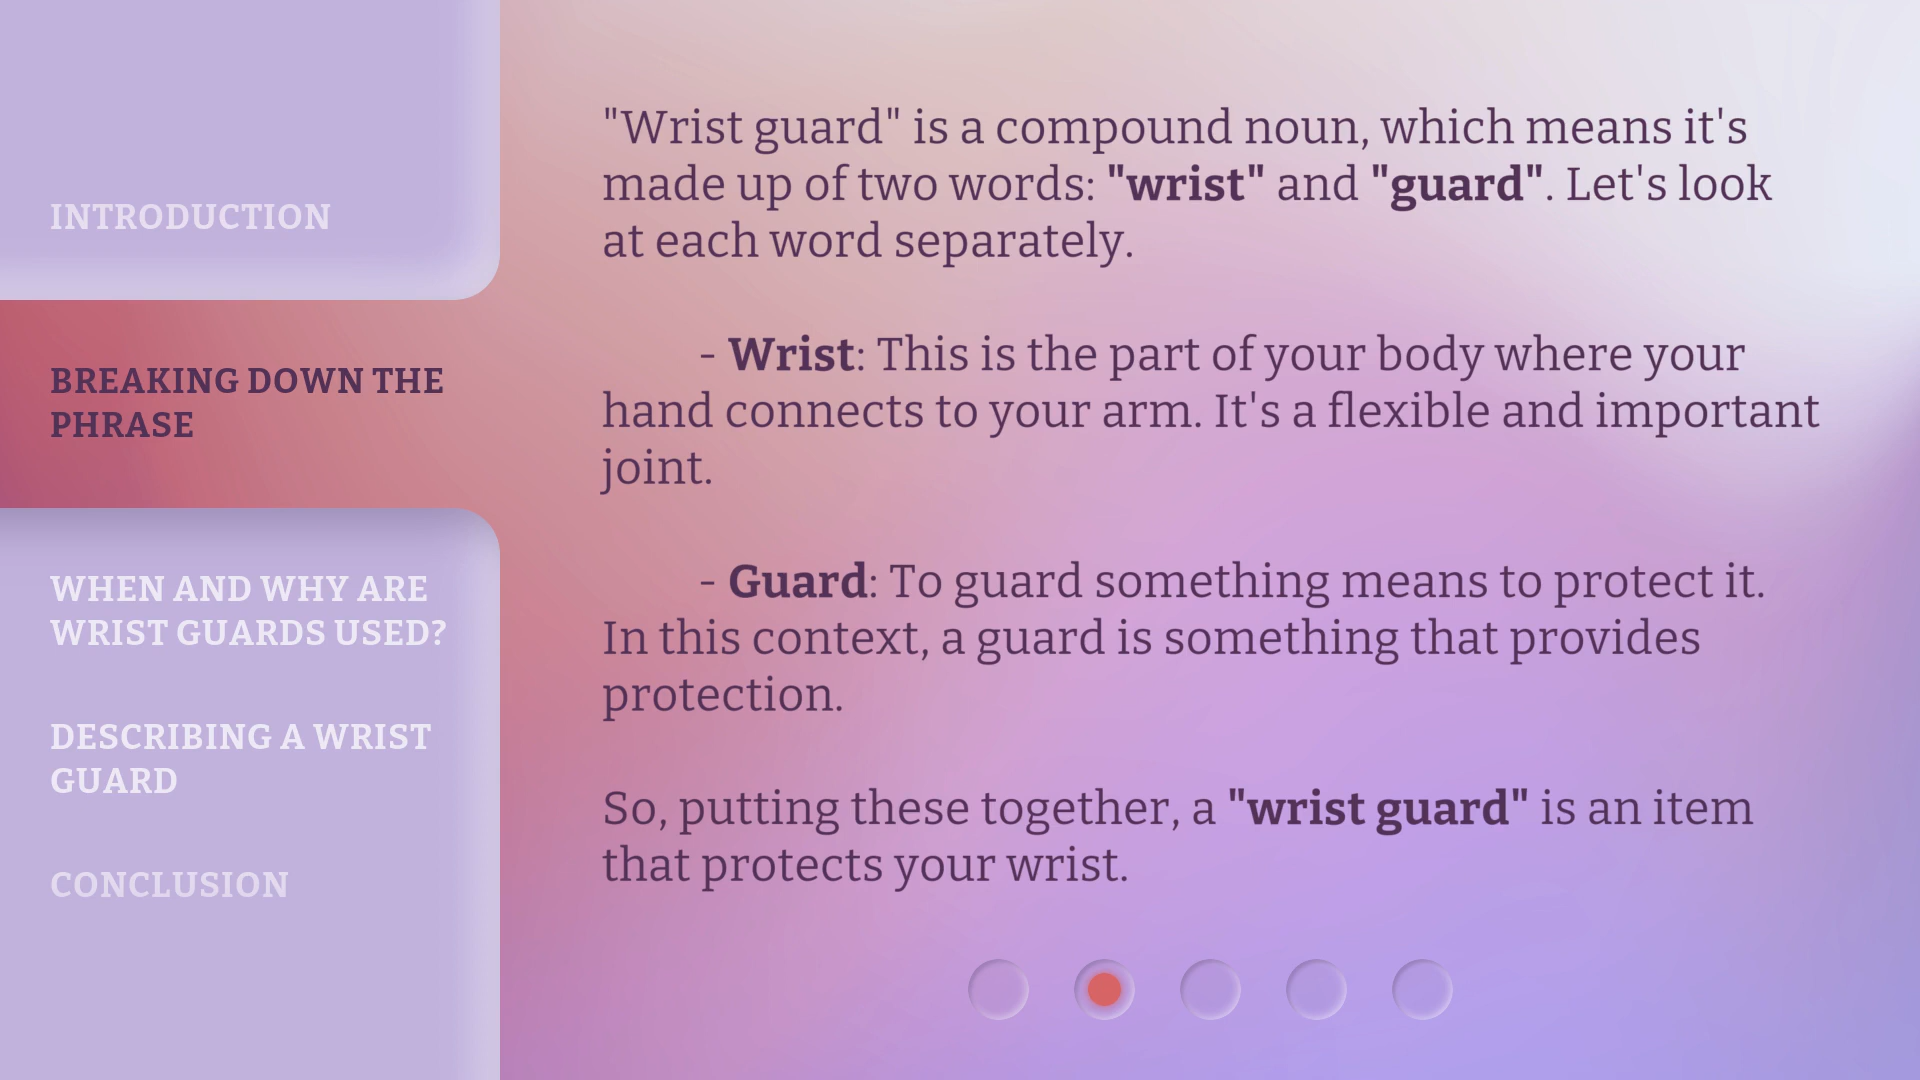 INTRODUCTION
BREAKING DOWN THE
PHRASE
WHEN AND WHY ARE
WRIST GUARDS USED?
DESCRIBING A WRIST
GUARD
CONCLUSION
"Wrist guard" is a compound noun, which means it's
made up of two words: "wrist" and "guard". Let's look
at each word separately.
- Wrist: This is the part of your body where your
hand connects to your arm. It's a flexible and important
joint.
- Guard: To guard something means to protect it.
In this context, a guard is something that provides
protection.
So, putting these together, a "wrist guard" is an item
that protects your wrist.